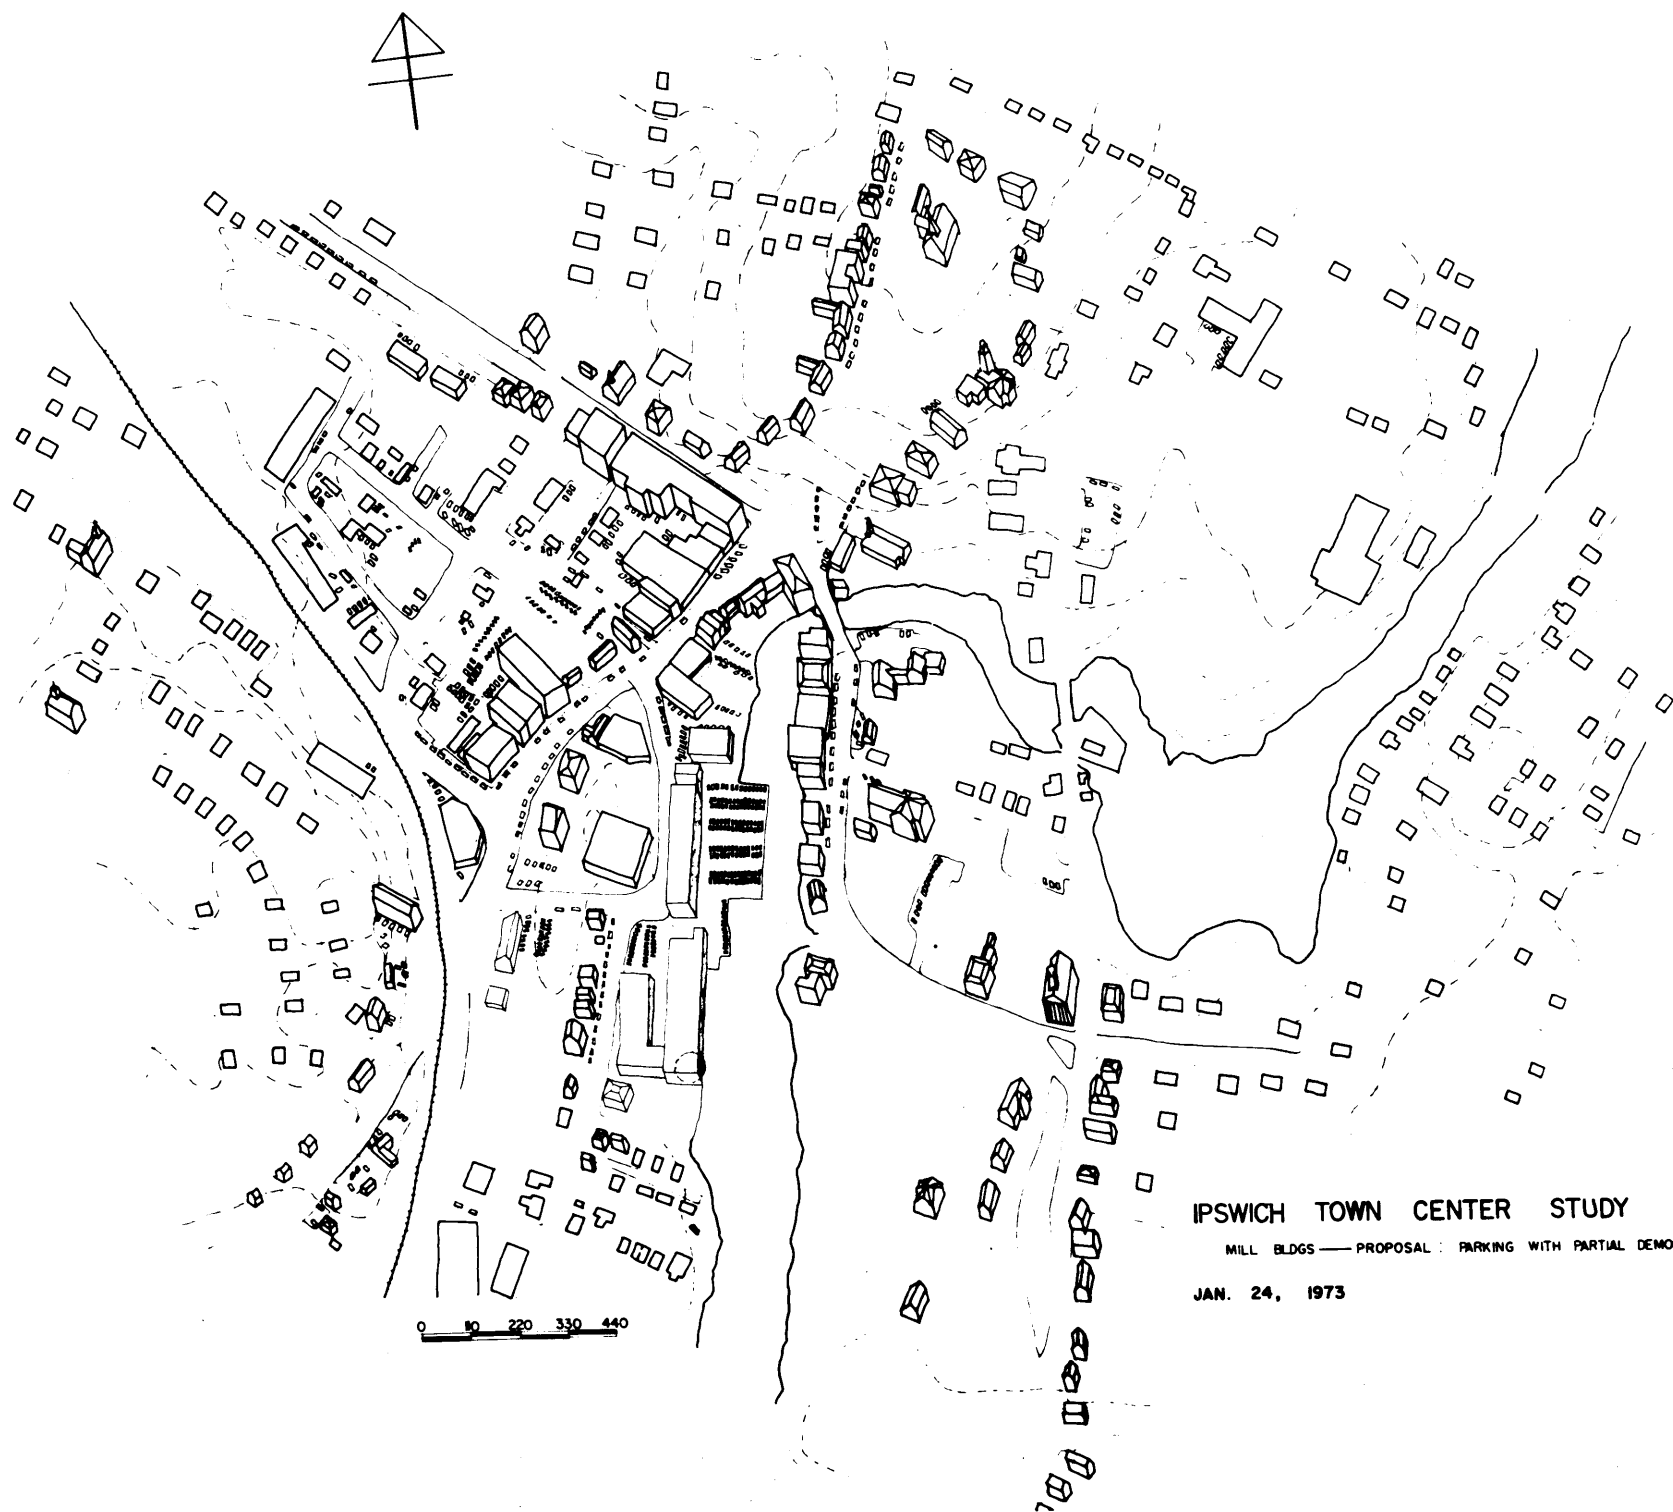 IPSWICH TOWN CENTER STUDY
MILL BLDGS — PROPOSAL : PARKING WITH PARTIAL DEMO
JAN. 24, 1973
0 110 220 330 440